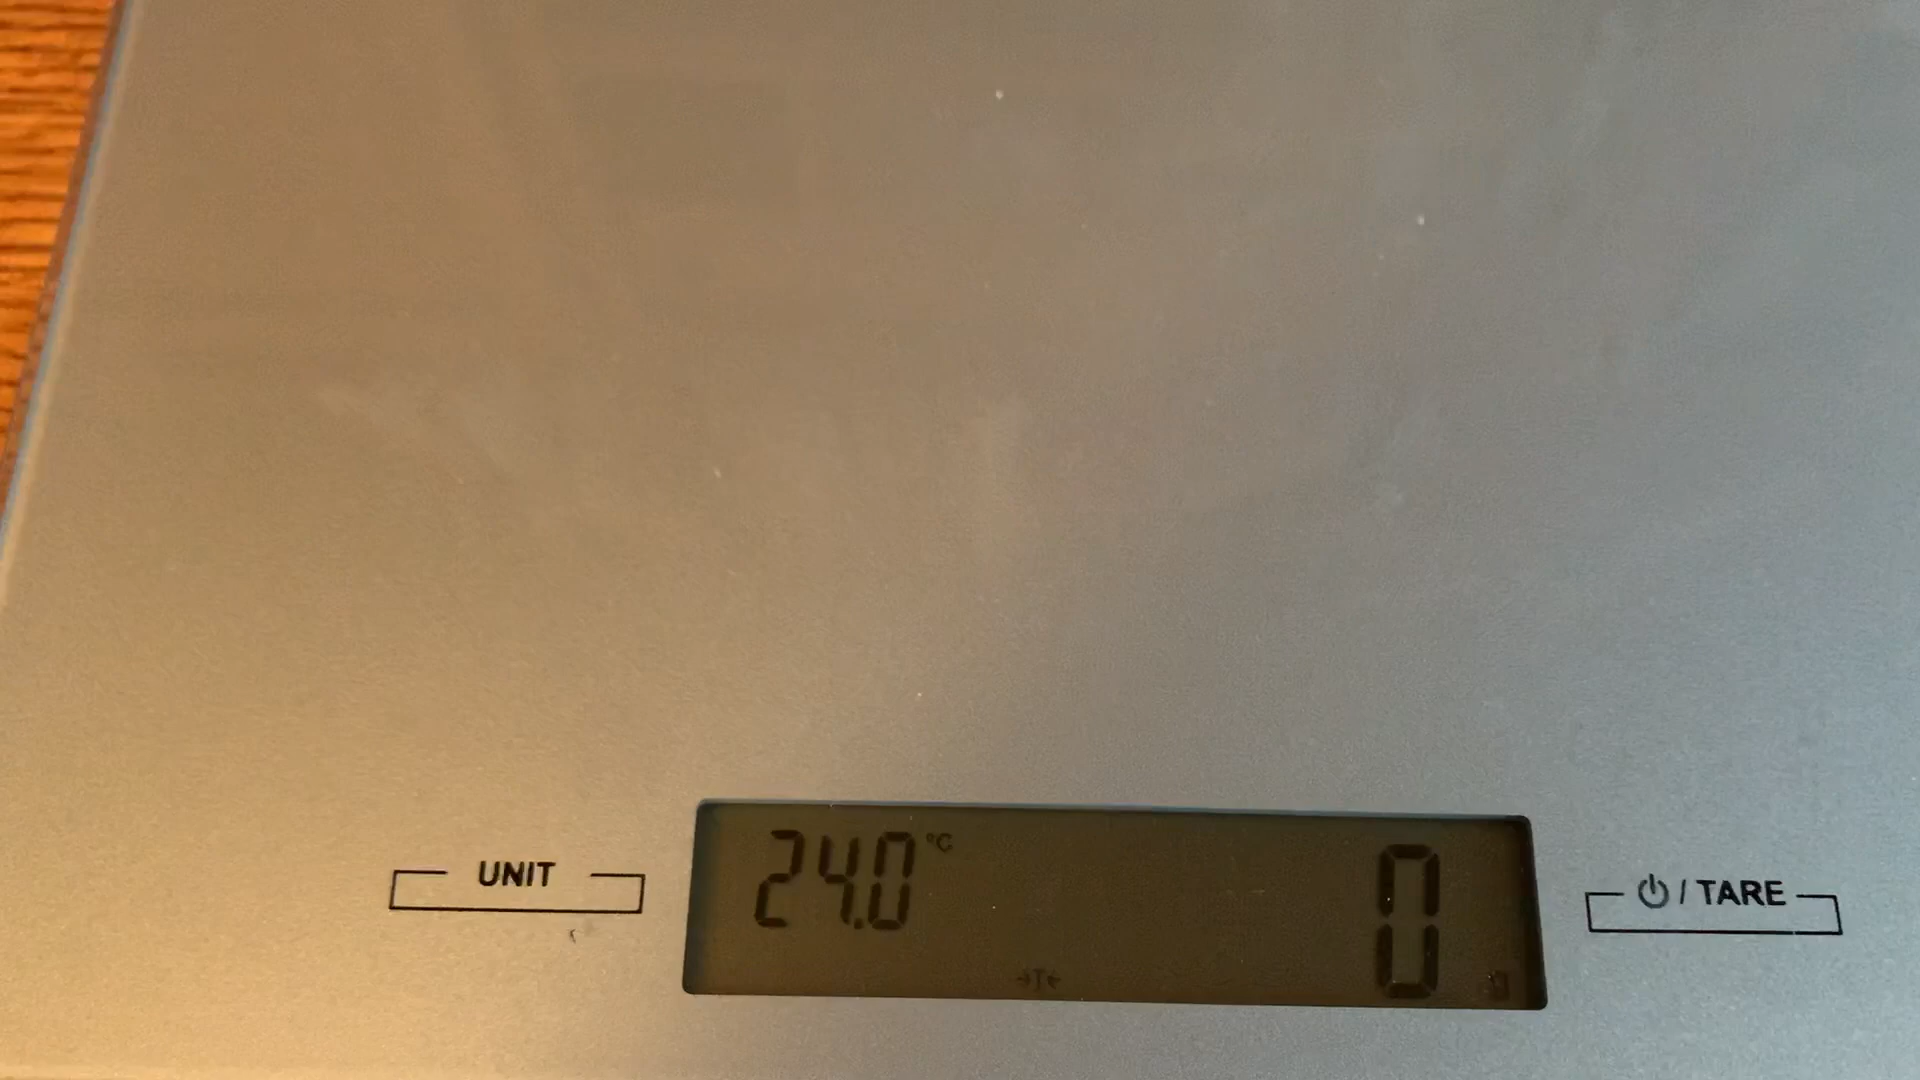 UNIT
24.0 °C
→T←
0 g
⏻ / TARE